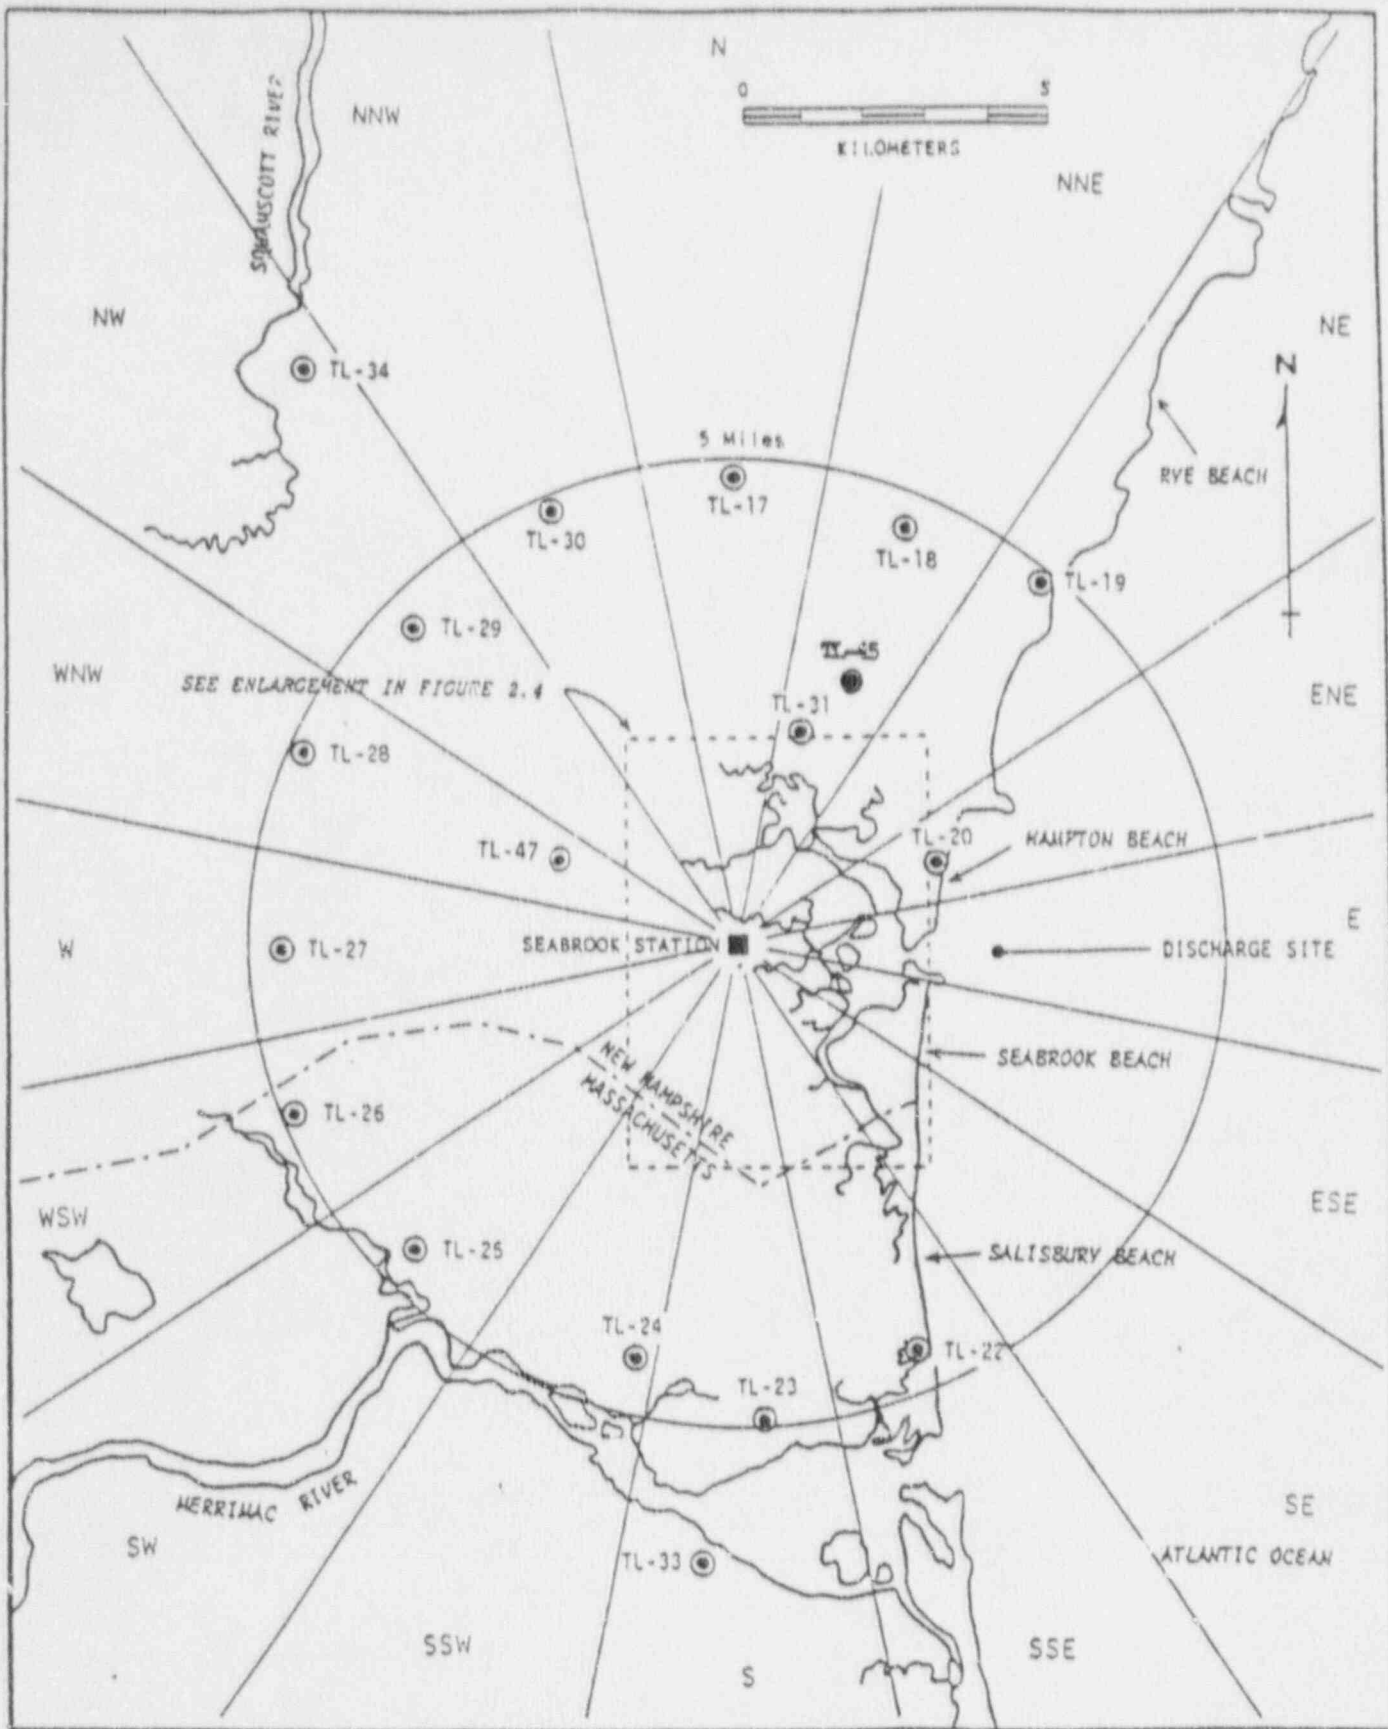 N
0 5
KILOMETERS
NNW
NNE
NW
NE
N
TL-34
5 Miles
TL-17
TL-30
TL-18
RYE BEACH
TL-19
TL-29
WNW
SEE ENLARGEMENT IN FIGURE 2.4
TL-31
ENE
TL-28
TL-47
TL-20
HAMPTON BEACH
W
TL-27
SEABROOK STATION
E
DISCHARGE SITE
NEW HAMPSHIRE
MASSACHUSETTS
SEABROOK BEACH
TL-26
WSW
ESE
TL-25
SALISBURY BEACH
TL-24
TL-22
TL-23
MERRIMAC RIVER
SW
SE
ATLANTIC OCEAN
TL-33
SSW
S
SSE